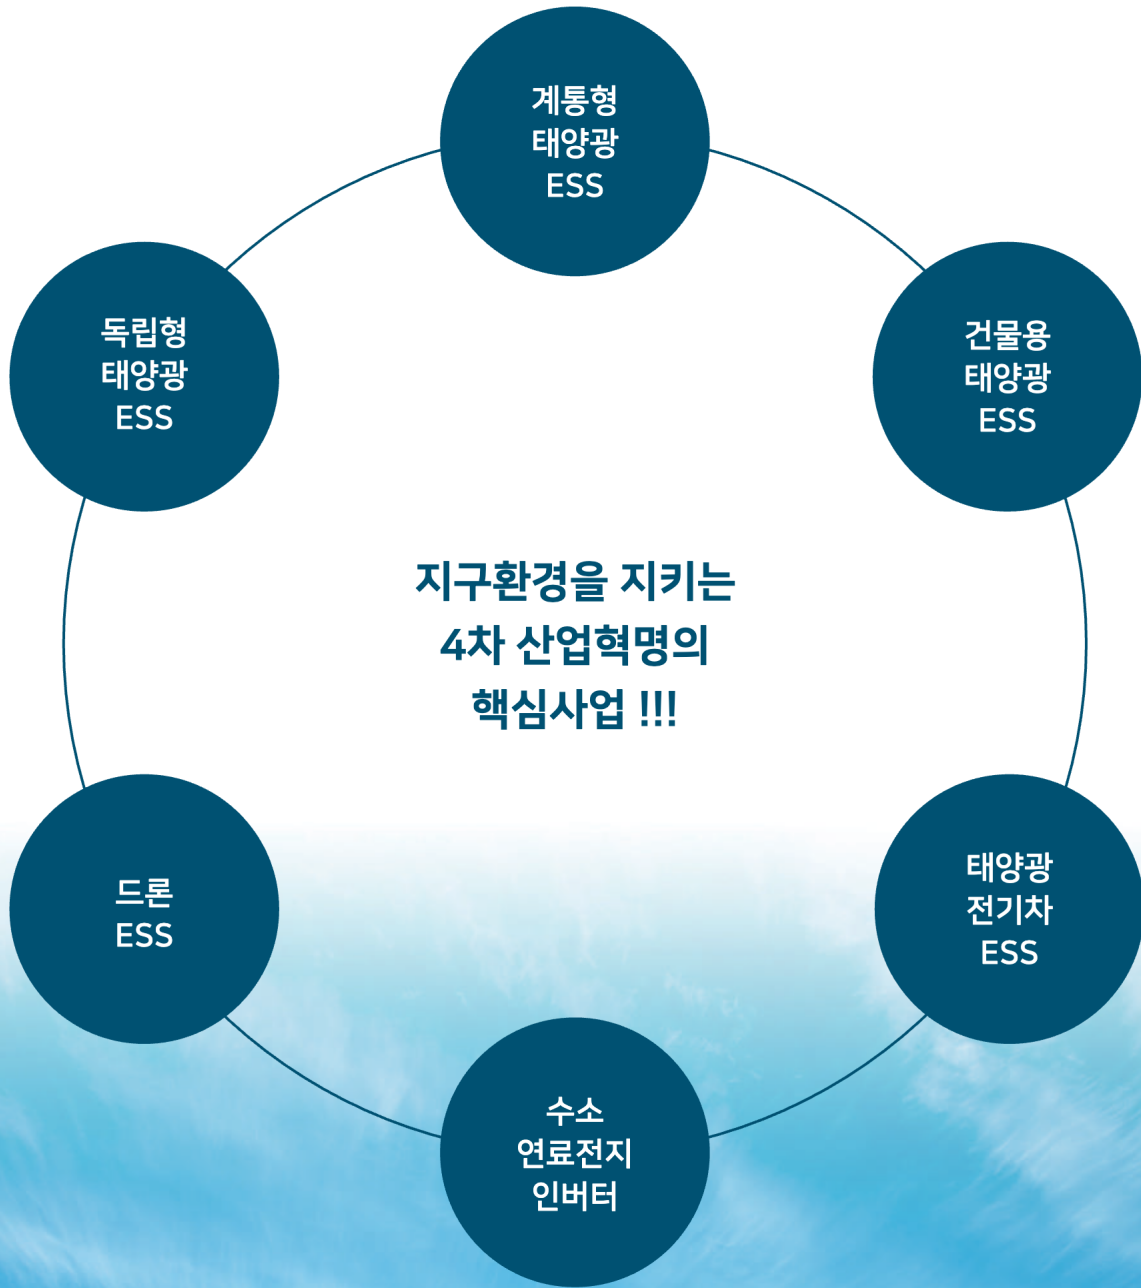 계통형
태양광
ESS
독립형
태양광
ESS
건물용
태양광
ESS
지구환경을 지키는
4차 산업혁명의
핵심사업 !!!
드론
ESS
태양광
전기차
ESS
수소
연료전지
인버터